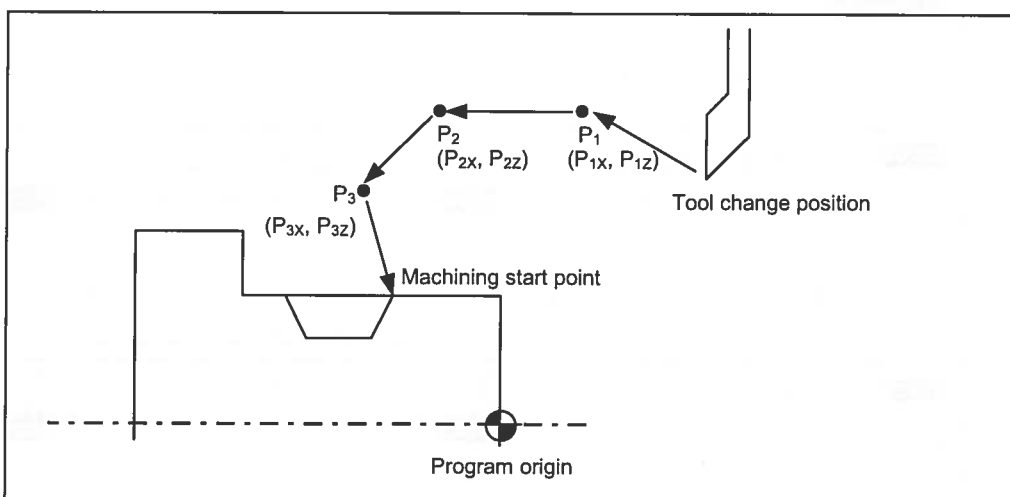 P2
(P2x, P2z)
P1
(P1x, P1z)
Tool change position
P3
(P3x, P3z)
Machining start point
Program origin